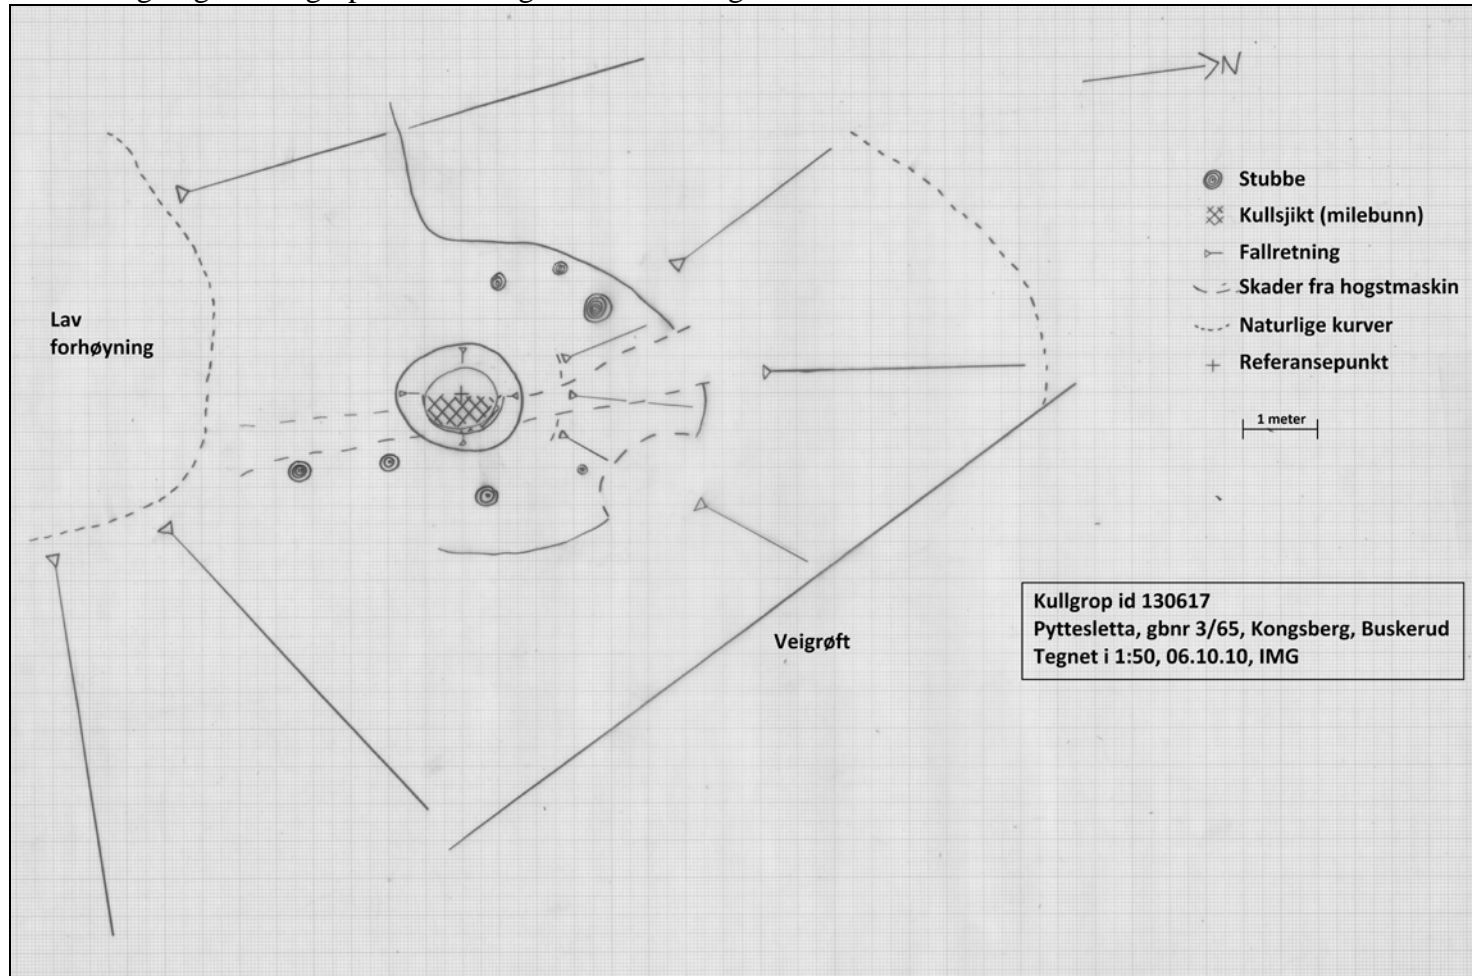 N
Stubbe
Kullsjikt (milebunn)
Fallretning
Skader fra hogstmaskin
Naturlige kurver
Referansepunkt
1 meter
Lav
forhøyning
Veigrøft
Kullgrop id 130617
Pyttesletta, gbnr 3/65, Kongsberg, Buskerud
Tegnet i 1:50, 06.10.10, IMG